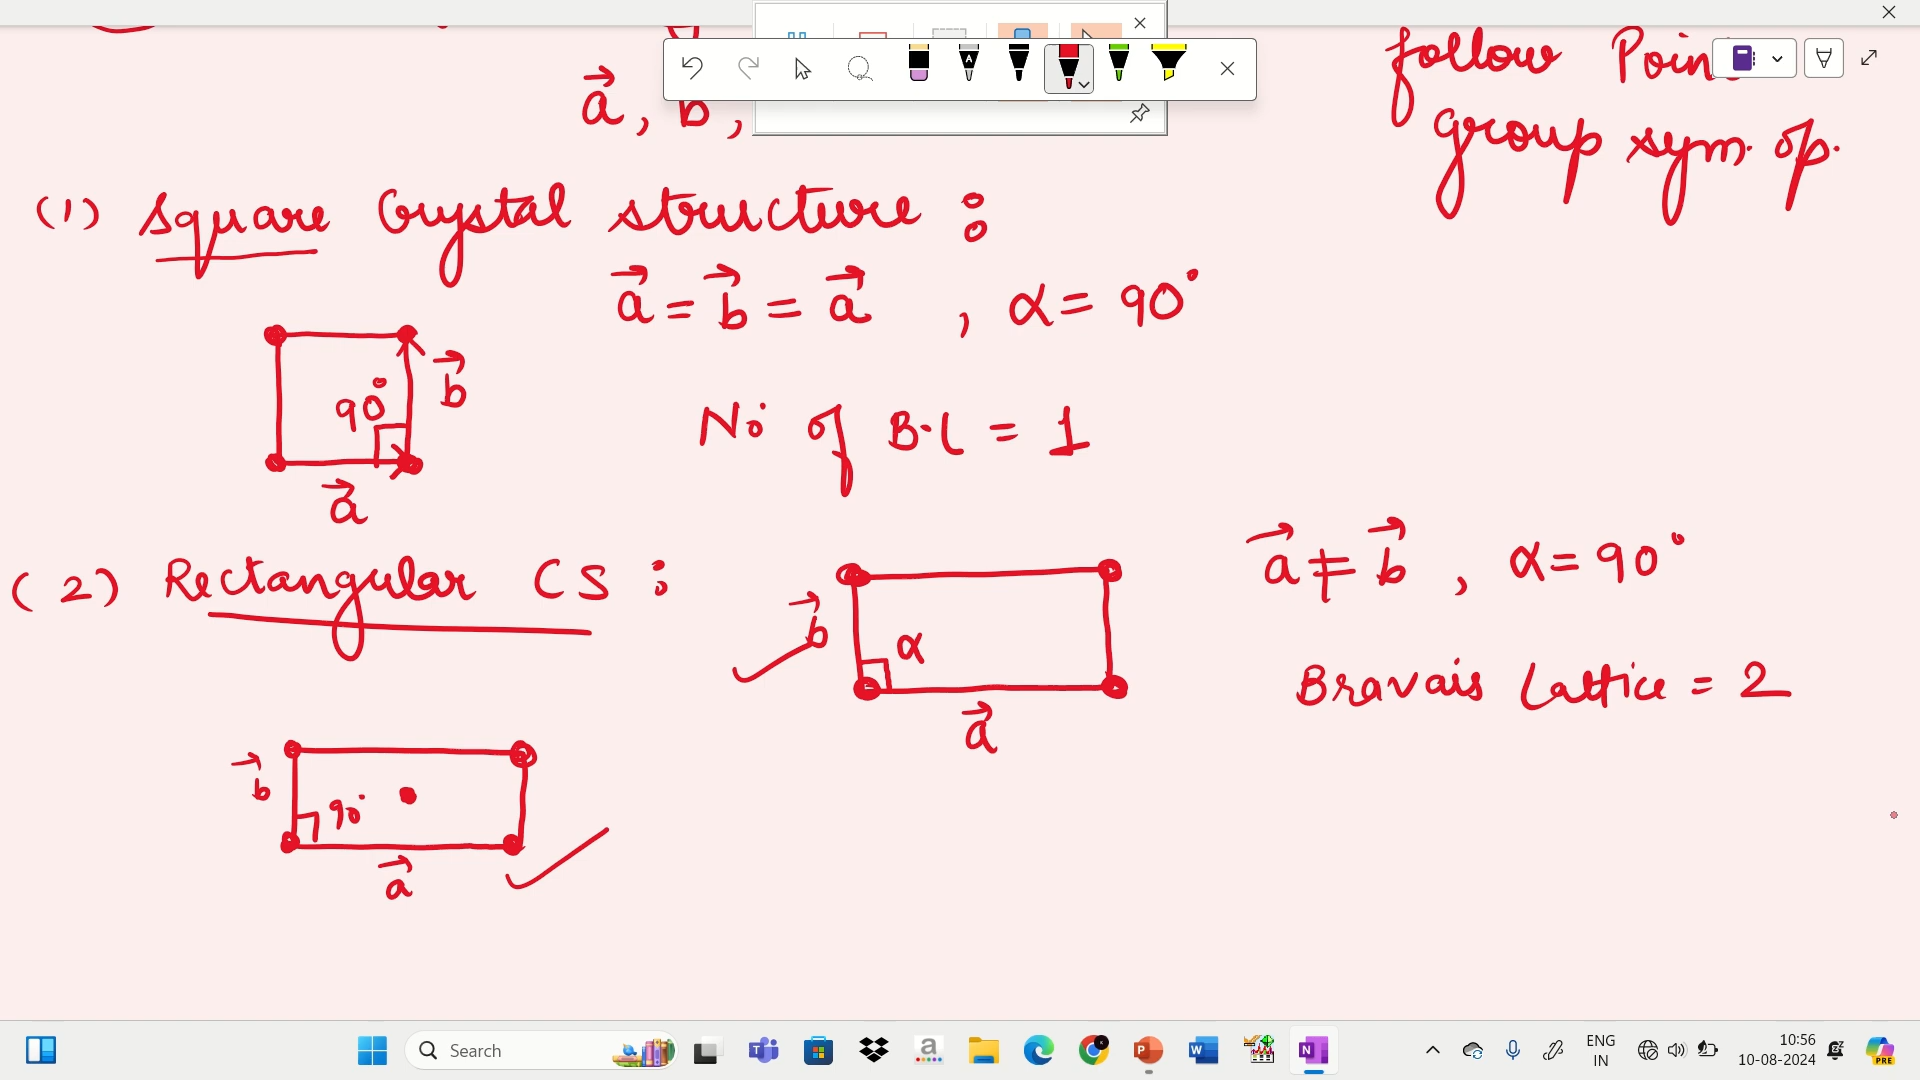 follow Poin
a⃗, b,
group sym. op.
(1) Square Crystal structure :
a⃗ = b⃗ = a⃗ , α = 90°
b⃗
90°
No of B.L = 1
a⃗
a⃗ ≠ b⃗ , α = 90°
(2) Rectangular CS :
b⃗
α
Bravais Lattice = 2
a⃗
b⃗
90°
a⃗
Search
ENG
IN
10:56
10-08-2024
PRE